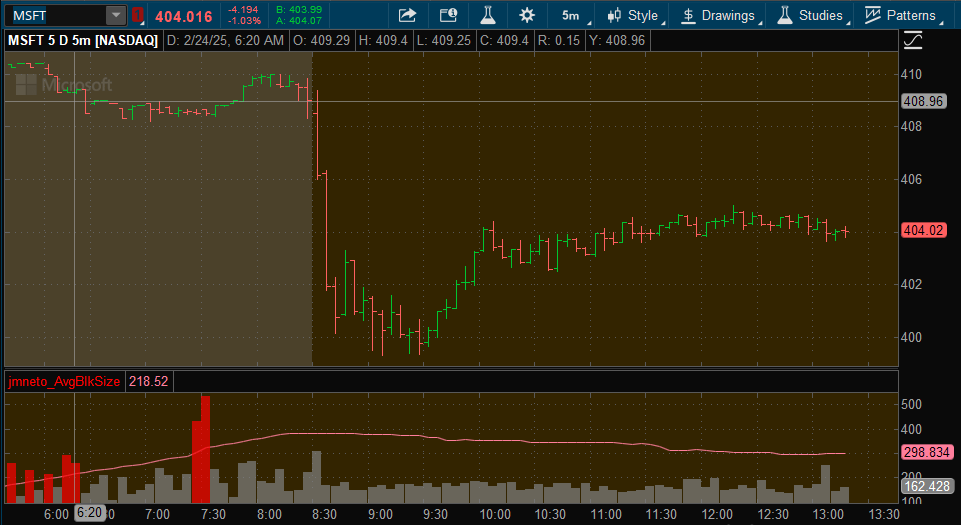 MSFT 404.016 -4.194 -1.03% B: 403.99 A: 404.07 5m Style Drawings Studies Patterns
MSFT 5 D 5m [NASDAQ] D: 2/24/25, 6:20 AM O: 409.29 H: 409.4 L: 409.25 C: 409.4 R: 0.15 Y: 408.96
Microsoft
410
408.96
408
406
404.02
402
400
jmneto_AvgBlkSize 218.52
500
400
298.834
200
162.428
100
6:00 6:20 :30 7:00 7:30 8:00 8:30 9:00 9:30 10:00 10:30 11:00 11:30 12:00 12:30 13:00 13:30